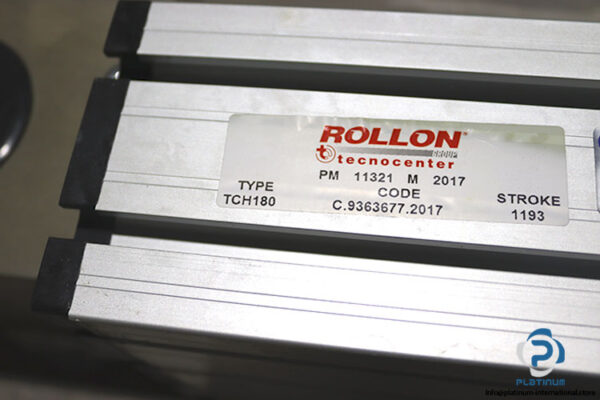 ROLLON®
GROUP
tecnocenter
PM 11321 M 2017
TYPE CODE STROKE
TCH180 C.9363677.2017 1193
PLATINUM
info@platinum-international.store